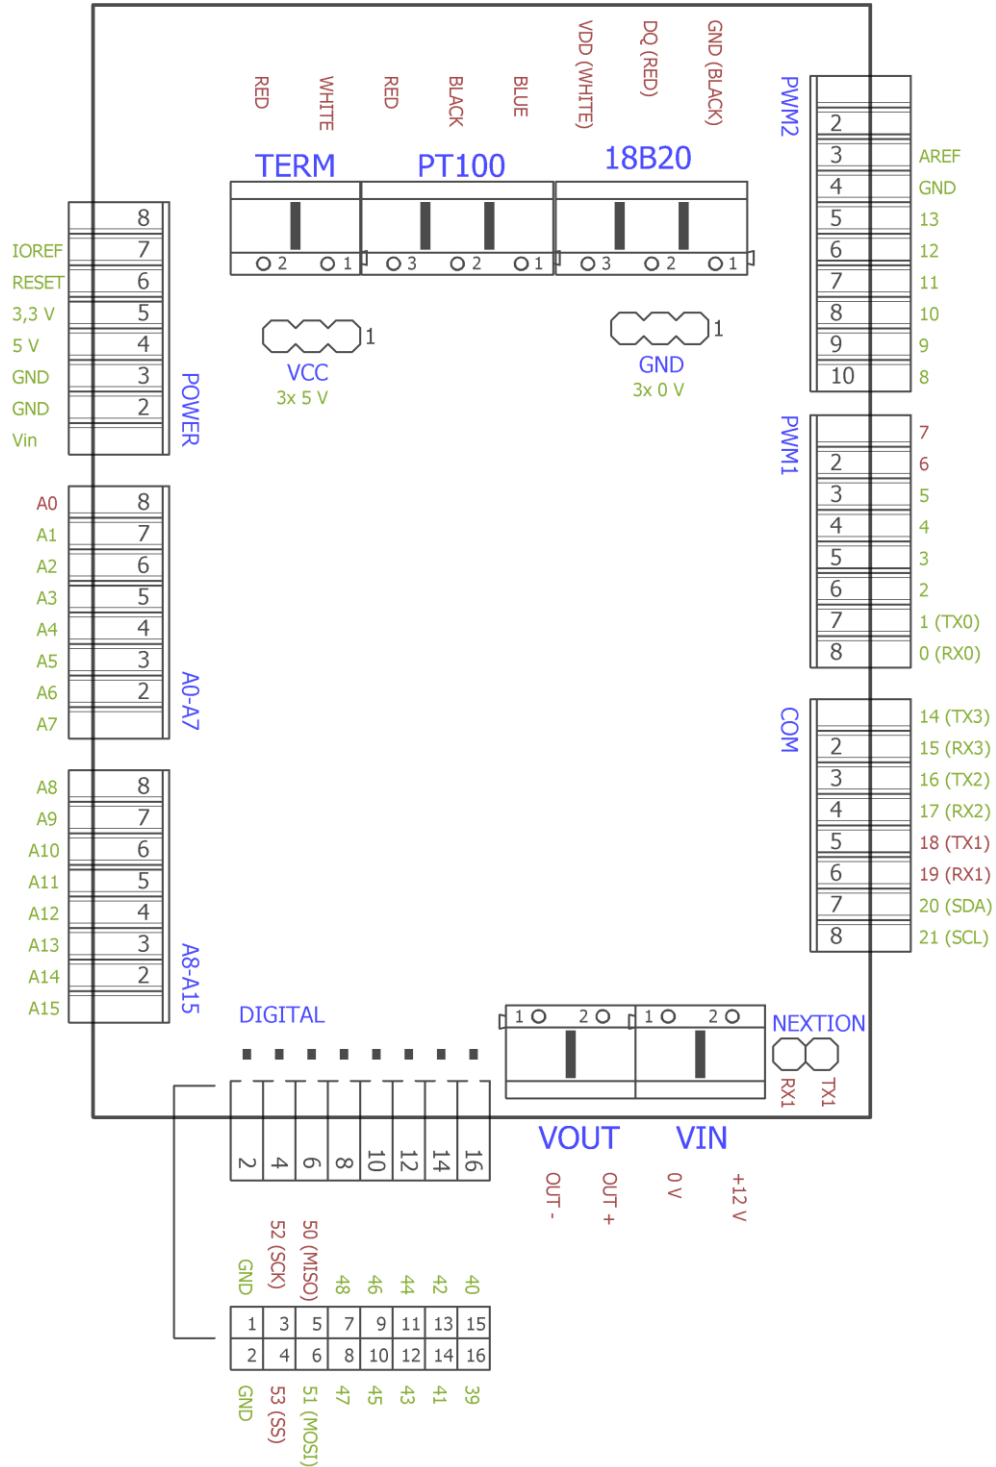 RED
WHITE
RED
BLACK
BLUE
VDD (WHITE)
DQ (RED)
GND (BLACK)
TERM
PT100
18B20
2
1
3
2
1
3
2
1
1
VCC
3x 5 V
1
GND
3x 0 V
POWER
8
IOREF 7
RESET 6
3,3 V 5
5 V 4
GND 3
GND 2
Vin
A0-A7
A0 8
A1 7
A2 6
A3 5
A4 4
A5 3
A6 2
A7
A8-A15
A8 8
A9 7
A10 6
A11 5
A12 4
A13 3
A14 2
A15
PWM2
2
3 AREF
4 GND
5 13
6 12
7 11
8 10
9 9
10 8
PWM1
7
2 6
3 5
4 4
5 3
6 2
7 1 (TX0)
8 0 (RX0)
COM
14 (TX3)
2 15 (RX3)
3 16 (TX2)
4 17 (RX2)
5 18 (TX1)
6 19 (RX1)
7 20 (SDA)
8 21 (SCL)
DIGITAL
2 4 6 8 10 12 14 16
1 2 1 2
NEXTION
RX1
TX1
VOUT
VIN
OUT -
OUT +
0 V
+12 V
GND
52 (SCK)
50 (MISO)
48
46
44
42
40
1 3 5 7 9 11 13 15
2 4 6 8 10 12 14 16
GND
53 (SS)
51 (MOSI)
47
45
43
41
39